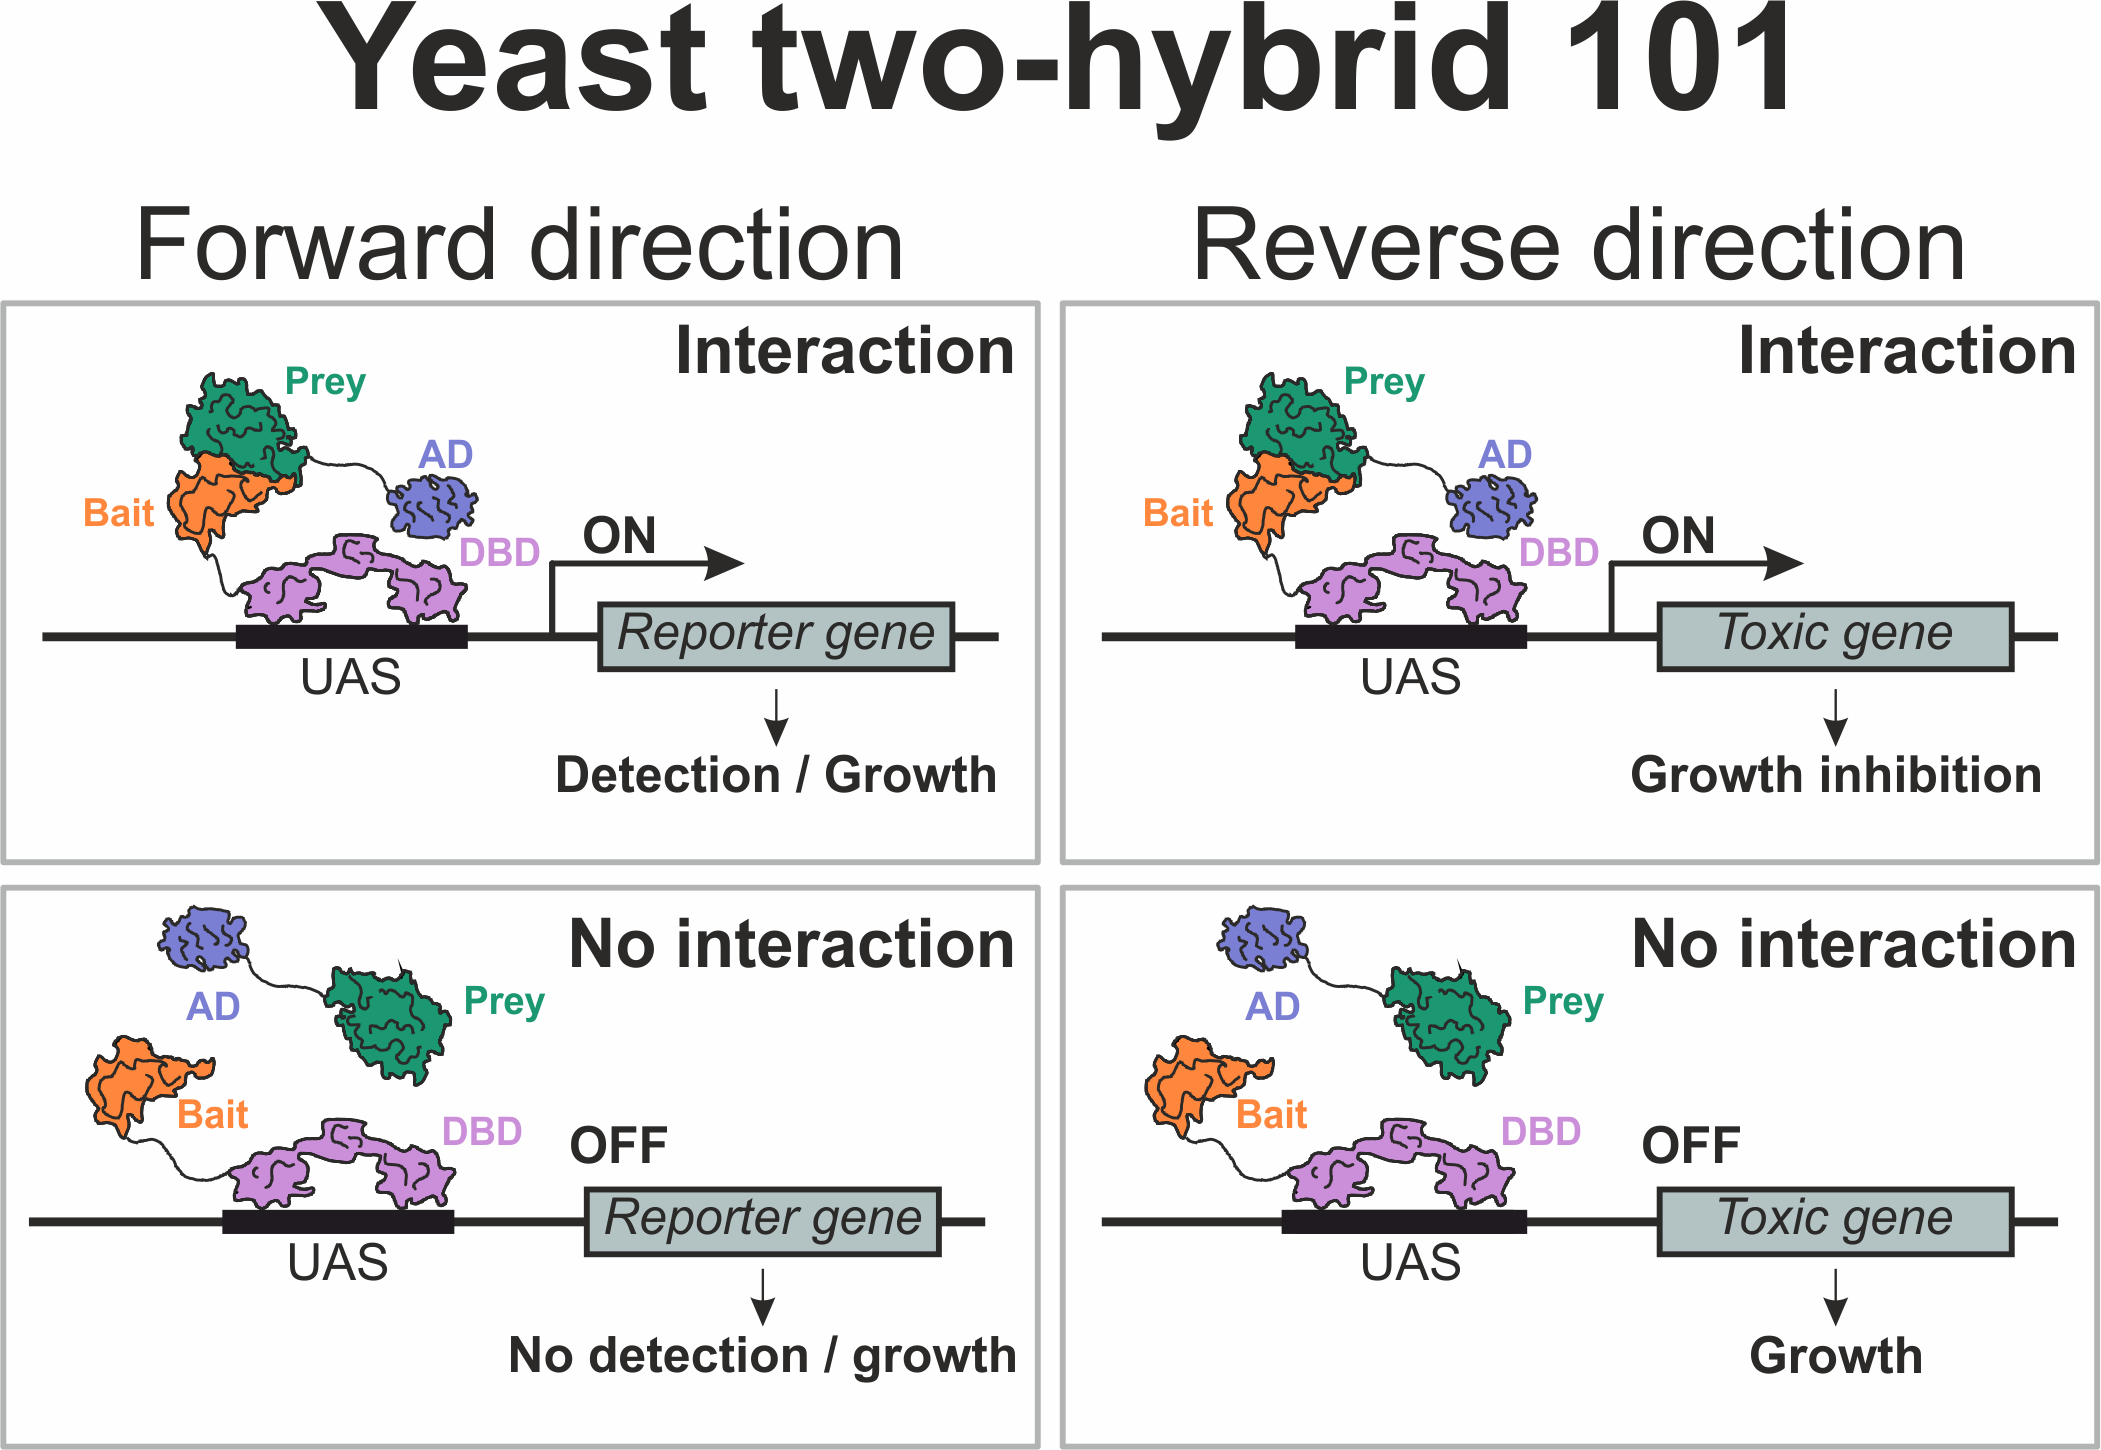 Yeast two-hybrid 101
Forward direction
Reverse direction
Interaction
Prey
AD
Bait
DBD
ON
Reporter gene
UAS
Detection / Growth
Interaction
Prey
AD
Bait
DBD
ON
Toxic gene
UAS
Growth inhibition
No interaction
AD
Prey
Bait
DBD
OFF
Reporter gene
UAS
No detection / growth
No interaction
AD
Prey
Bait
DBD
OFF
Toxic gene
UAS
Growth